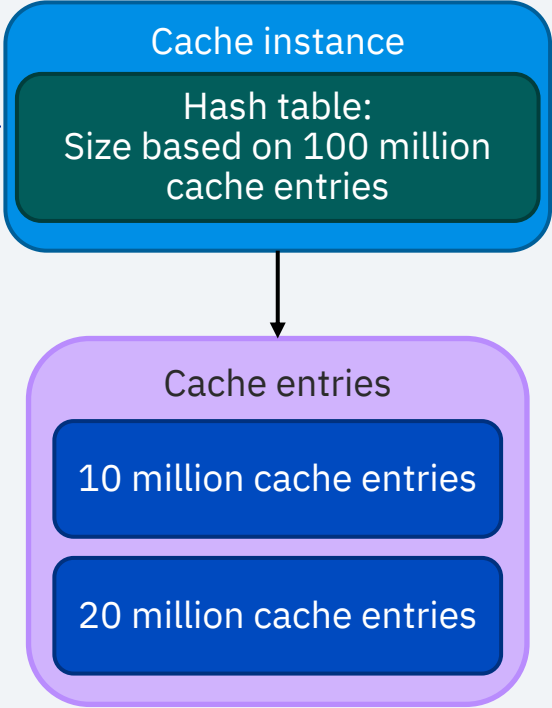 Cache instance
Hash table:
Size based on 100 million
cache entries
Cache entries
10 million cache entries
20 million cache entries